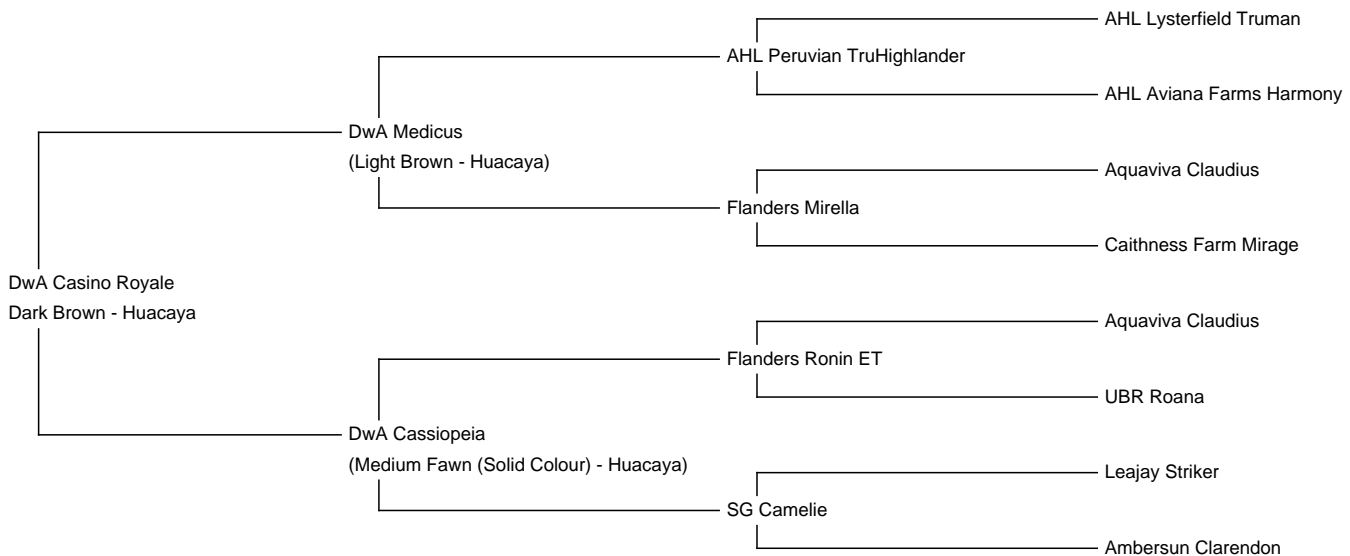 AHL Lysterfield Truman
AHL Peruvian TruHighlander
AHL Aviana Farms Harmony
DwA Medicus
(Light Brown - Huacaya)
Aquaviva Claudius
Flanders Mirella
Caithness Farm Mirage
DwA Casino Royale
Dark Brown - Huacaya
Aquaviva Claudius
Flanders Ronin ET
UBR Roana
DwA Cassiopeia
(Medium Fawn (Solid Colour) - Huacaya)
Leajay Striker
SG Camelie
Ambersun Clarendon